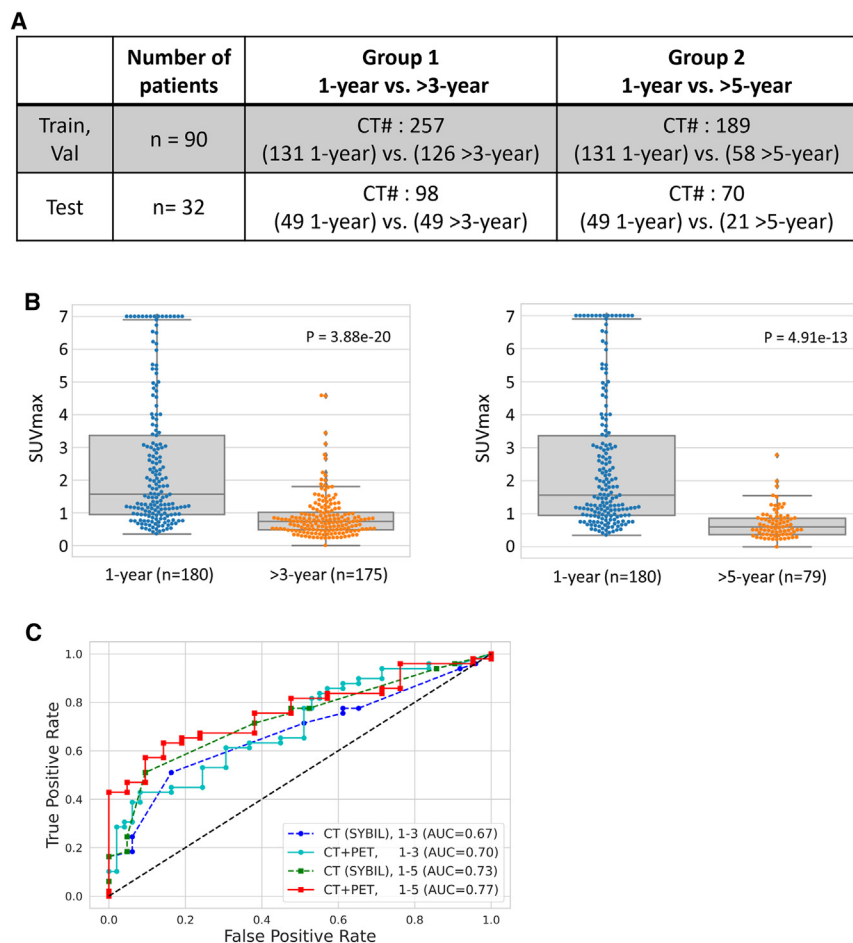 A
Number of patients
Group 1
1-year vs. >3-year
Group 2
1-year vs. >5-year
Train, Val
n = 90
CT# : 257
(131 1-year) vs. (126 >3-year)
CT# : 189
(131 1-year) vs. (58 >5-year)
Test
n= 32
CT# : 98
(49 1-year) vs. (49 >3-year)
CT# : 70
(49 1-year) vs. (21 >5-year)
B
SUVmax
7
6
5
4
3
2
1
0
P = 3.88e-20
1-year (n=180)
>3-year (n=175)
SUVmax
7
6
5
4
3
2
1
0
P = 4.91e-13
1-year (n=180)
>5-year (n=79)
C
True Positive Rate
1.0
0.8
0.6
0.4
0.2
0.0
CT (SYBIL), 1-3 (AUC=0.67)
CT+PET, 1-3 (AUC=0.70)
CT (SYBIL), 1-5 (AUC=0.73)
CT+PET, 1-5 (AUC=0.77)
0.0 0.2 0.4 0.6 0.8 1.0
False Positive Rate